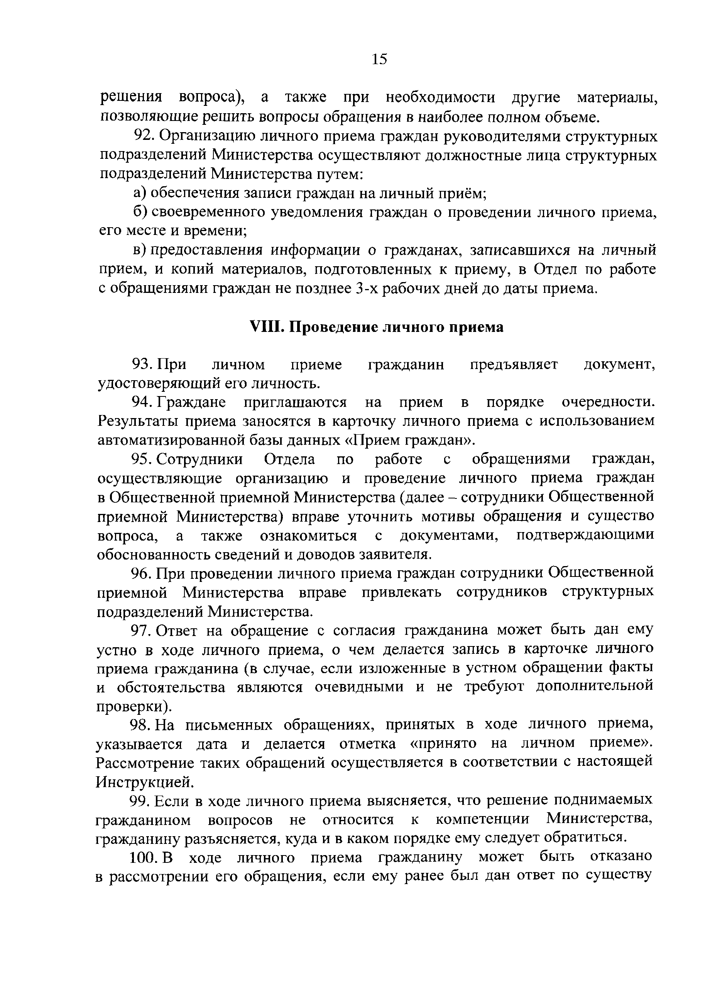 15
решения вопроса), а также при необходимости другие материалы,
позволяющие решить вопросы обращения в наиболее полном объеме.
92. Организацию личного приема граждан руководителями структурных
подразделений Министерства осуществляют должностные лица структурных
подразделений Министерства путем:
а) обеспечения записи граждан на личный приём;
б) своевременного уведомления граждан о проведении личного приема,
его месте и времени;
в) предоставления информации о гражданах, записавшихся на личный
прием, и копий материалов, подготовленных к приему, в Отдел по работе
с обращениями граждан не позднее 3-х рабочих дней до даты приема.
VIII. Проведение личного приема
93. При личном приеме гражданин предъявляет документ,
удостоверяющий его личность.
94. Граждане приглашаются на прием в порядке очередности.
Результаты приема заносятся в карточку личного приема с использованием
автоматизированной базы данных «Прием граждан».
95. Сотрудники Отдела по работе с обращениями граждан,
осуществляющие организацию и проведение личного приема граждан
в Общественной приемной Министерства (далее – сотрудники Общественной
приемной Министерства) вправе уточнить мотивы обращения и существо
вопроса, а также ознакомиться с документами, подтверждающими
обоснованность сведений и доводов заявителя.
96. При проведении личного приема граждан сотрудники Общественной
приемной Министерства вправе привлекать сотрудников структурных
подразделений Министерства.
97. Ответ на обращение с согласия гражданина может быть дан ему
устно в ходе личного приема, о чем делается запись в карточке личного
приема гражданина (в случае, если изложенные в устном обращении факты
и обстоятельства являются очевидными и не требуют дополнительной
проверки).
98. На письменных обращениях, принятых в ходе личного приема,
указывается дата и делается отметка «принято на личном приеме».
Рассмотрение таких обращений осуществляется в соответствии с настоящей
Инструкцией.
99. Если в ходе личного приема выясняется, что решение поднимаемых
гражданином вопросов не относится к компетенции Министерства,
гражданину разъясняется, куда и в каком порядке ему следует обратиться.
100. В ходе личного приема гражданину может быть отказано
в рассмотрении его обращения, если ему ранее был дан ответ по существу